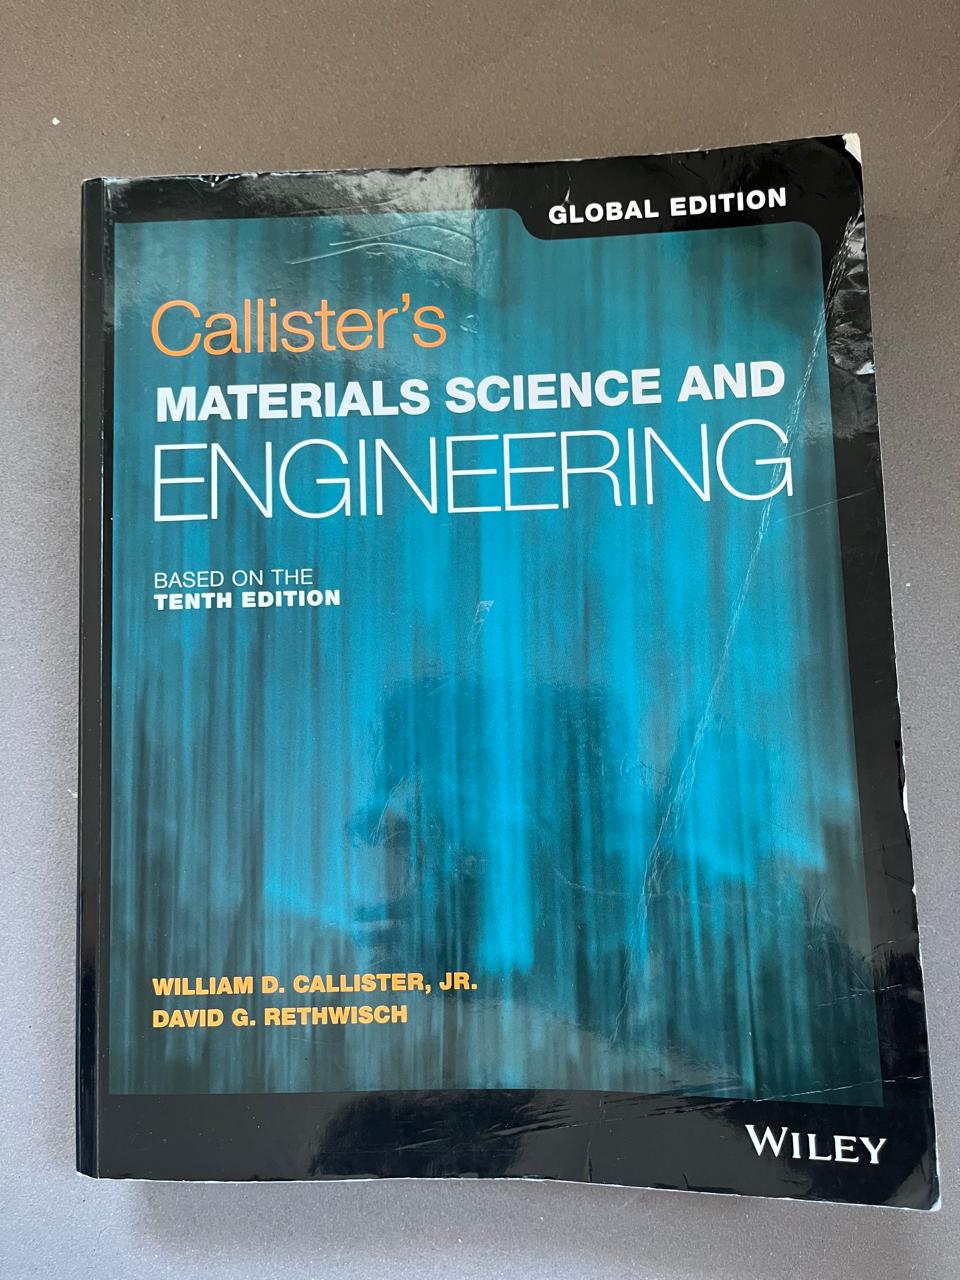 GLOBAL EDITION
Callister’s
MATERIALS SCIENCE AND
ENGINEERING
BASED ON THE
TENTH EDITION
WILLIAM D. CALLISTER, JR.
DAVID G. RETHWISCH
WILEY